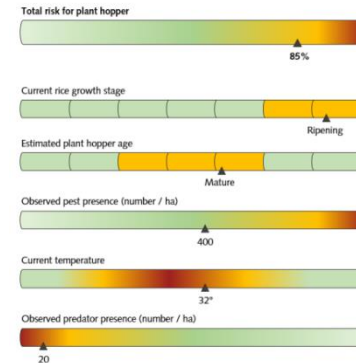 Total risk for plant hopper
85%
Current rice growth stage
Ripening
Estimated plant hopper age
Mature
Observed pest presence (number / ha)
400
Current temperature
32°
Observed predator presence (number / ha)
20